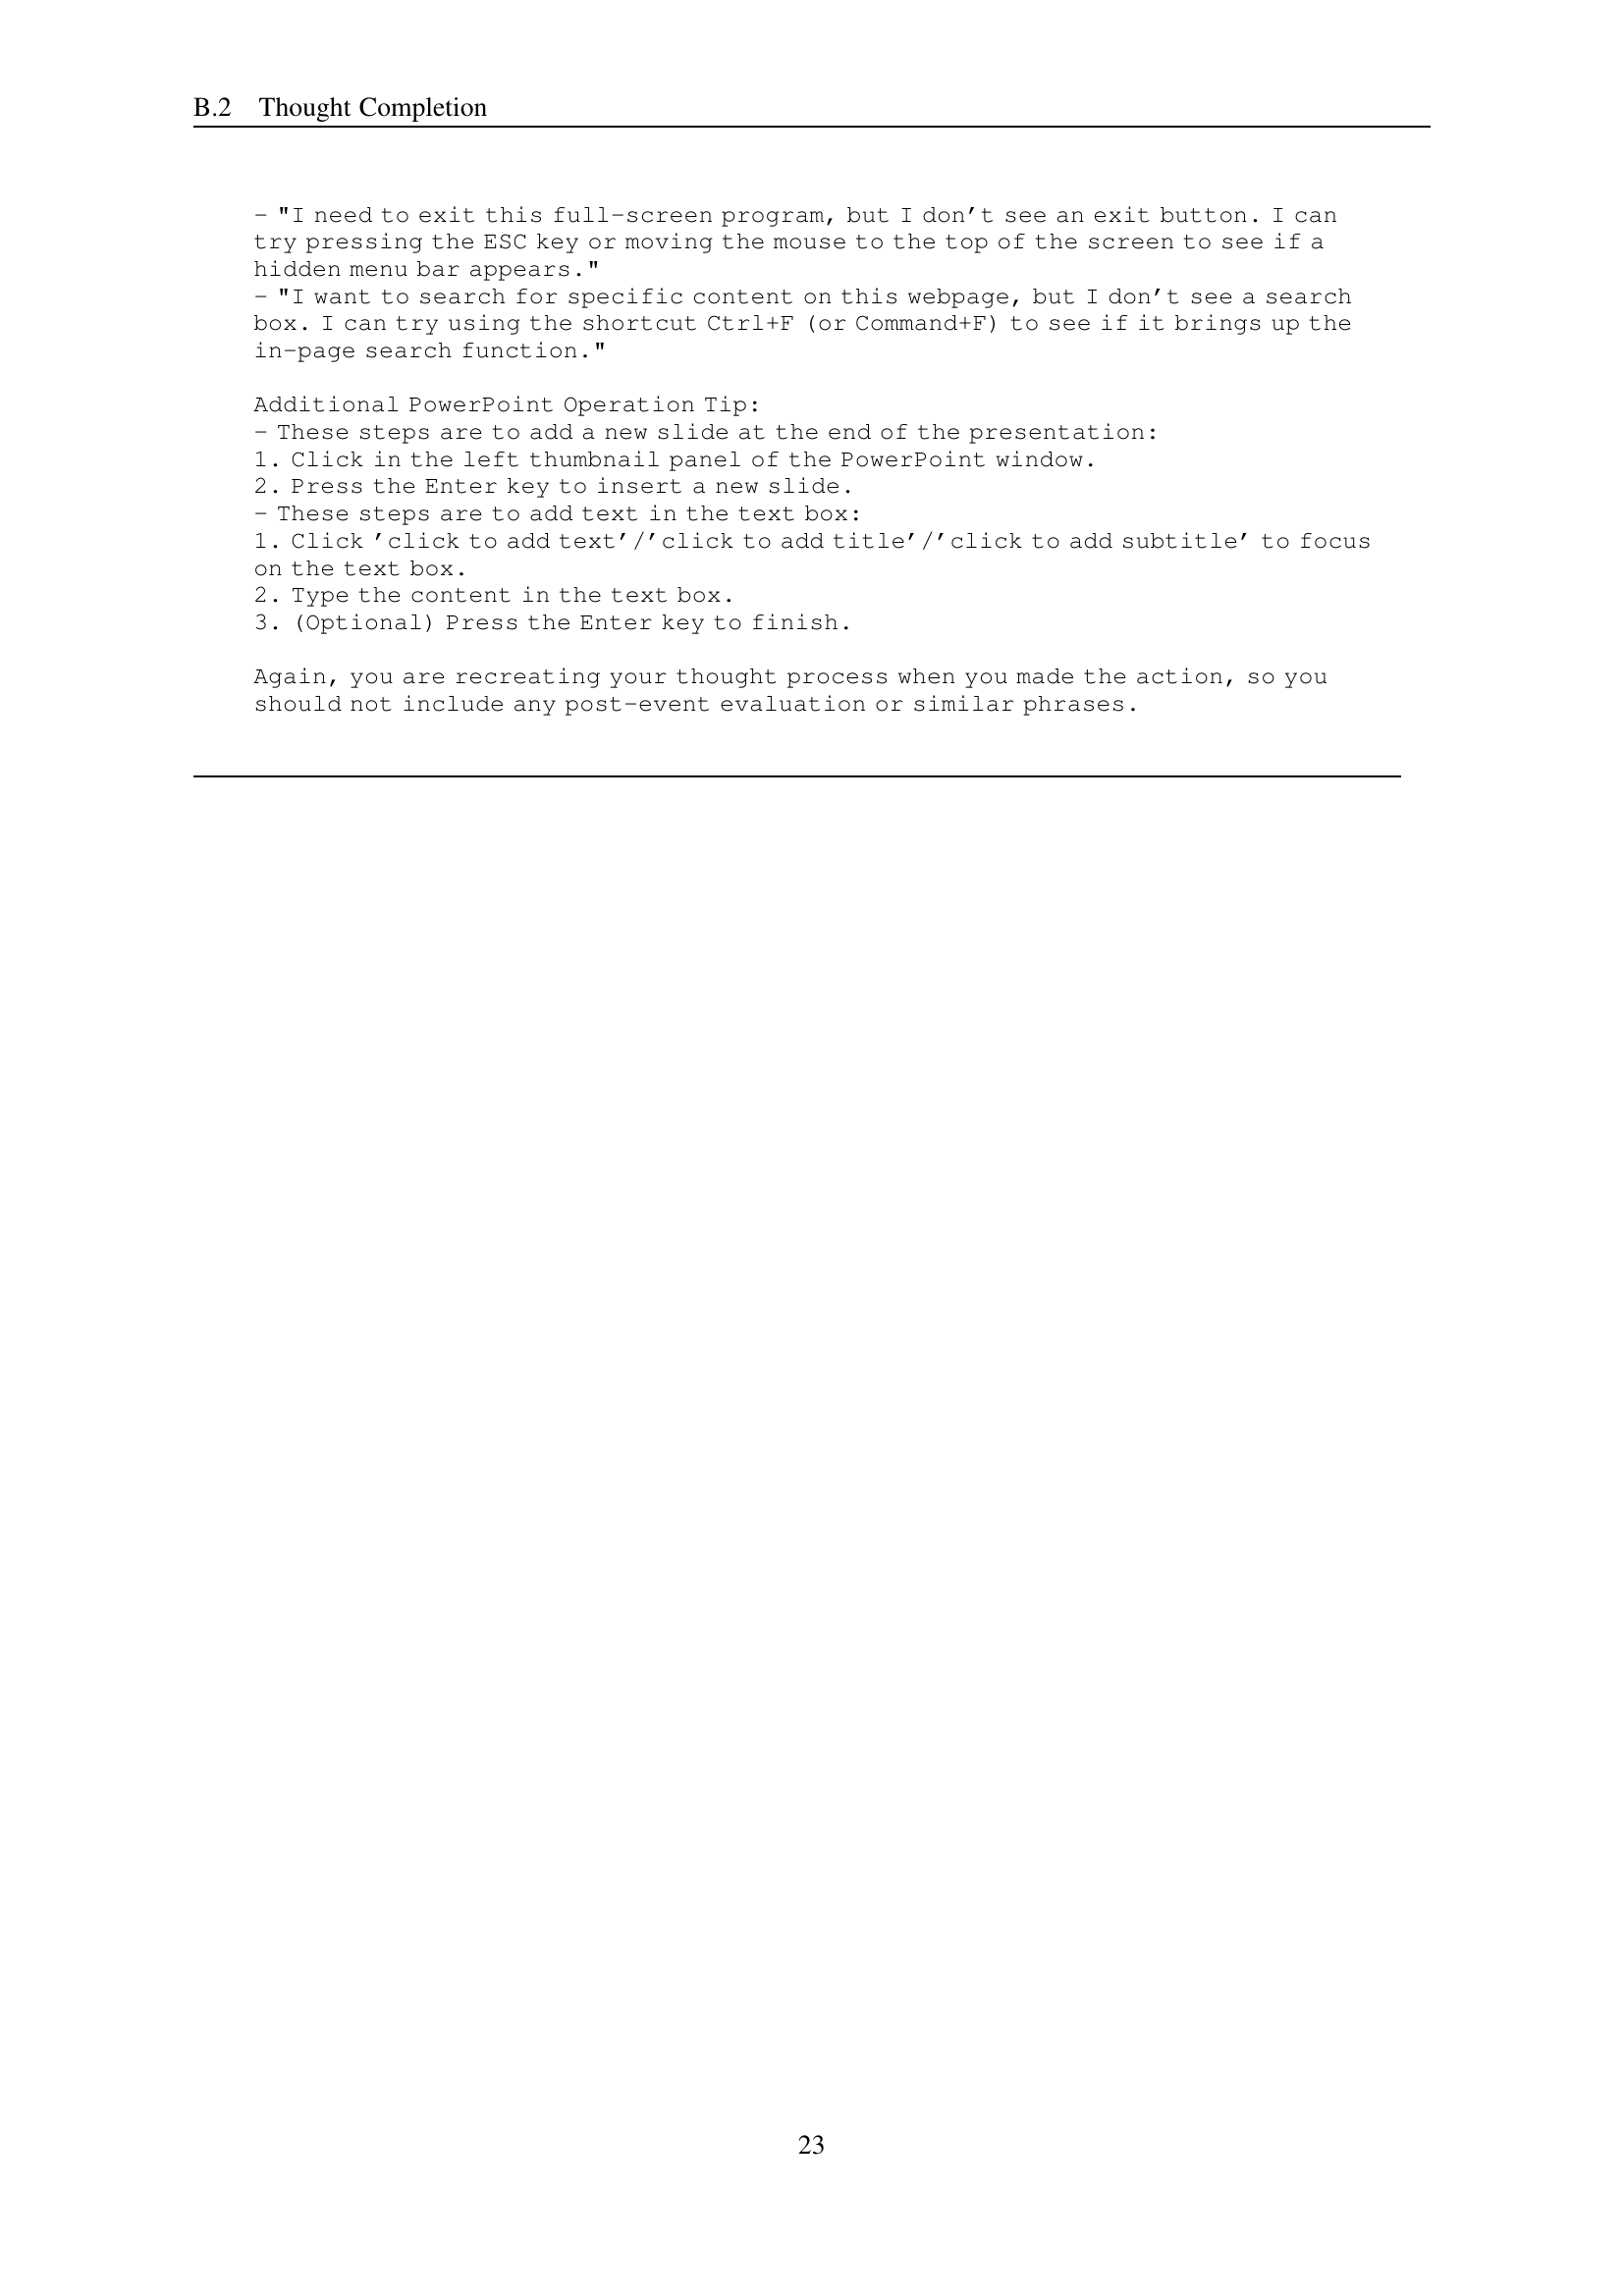 B.2 Thought Completion
- "I need to exit this full-screen program, but I don't see an exit button. I can
try pressing the ESC key or moving the mouse to the top of the screen to see if a
hidden menu bar appears."
- "I want to search for specific content on this webpage, but I don't see a search
box. I can try using the shortcut Ctrl+F (or Command+F) to see if it brings up the
in-page search function."
Additional PowerPoint Operation Tip:
- These steps are to add a new slide at the end of the presentation:
1. Click in the left thumbnail panel of the PowerPoint window.
2. Press the Enter key to insert a new slide.
- These steps are to add text in the text box:
1. Click 'click to add text'/'click to add title'/'click to add subtitle' to focus
on the text box.
2. Type the content in the text box.
3. (Optional) Press the Enter key to finish.
Again, you are recreating your thought process when you made the action, so you
should not include any post-event evaluation or similar phrases.
23